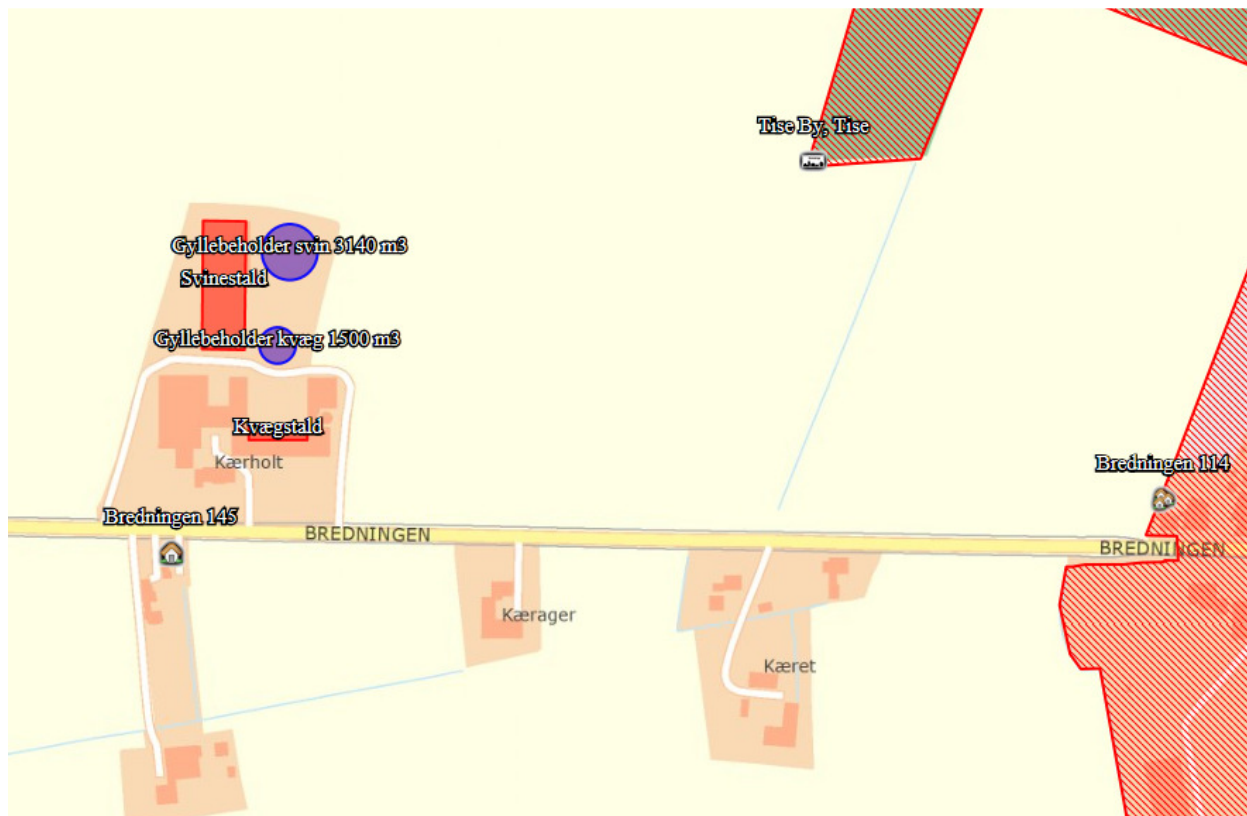 Tise By, Tise
Gyllebeholder svin 3140 m3
Svinestald
Gyllebeholder kvæg 1500 m3
Kvægstald
Kærholt
Bredningen 114
Bredningen 145
BREDNINGEN
BREDNINGEN
Kærager
Kæret